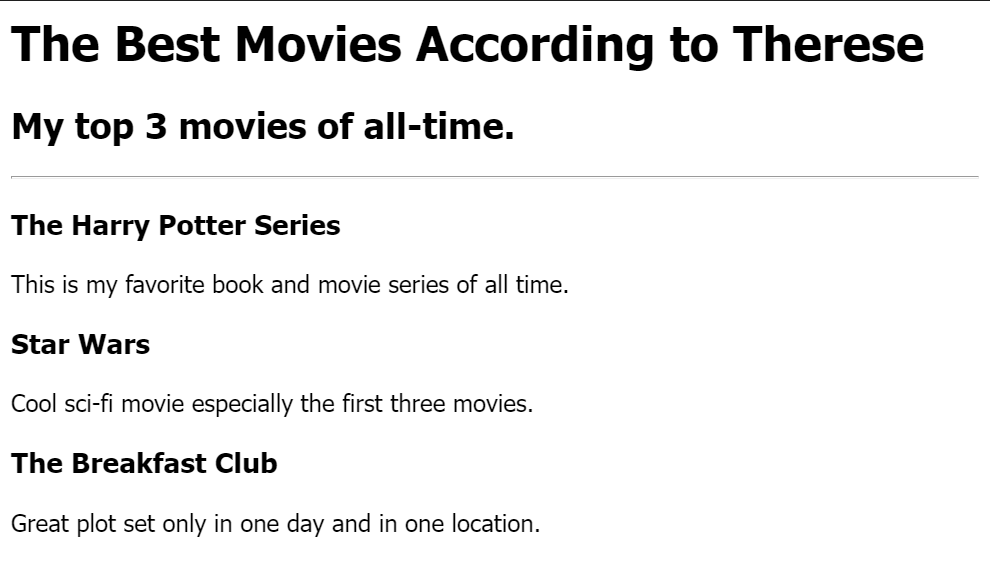 The Best Movies According to Therese
My top 3 movies of all-time.
The Harry Potter Series
This is my favorite book and movie series of all time.
Star Wars
Cool sci-fi movie especially the first three movies.
The Breakfast Club
Great plot set only in one day and in one location.